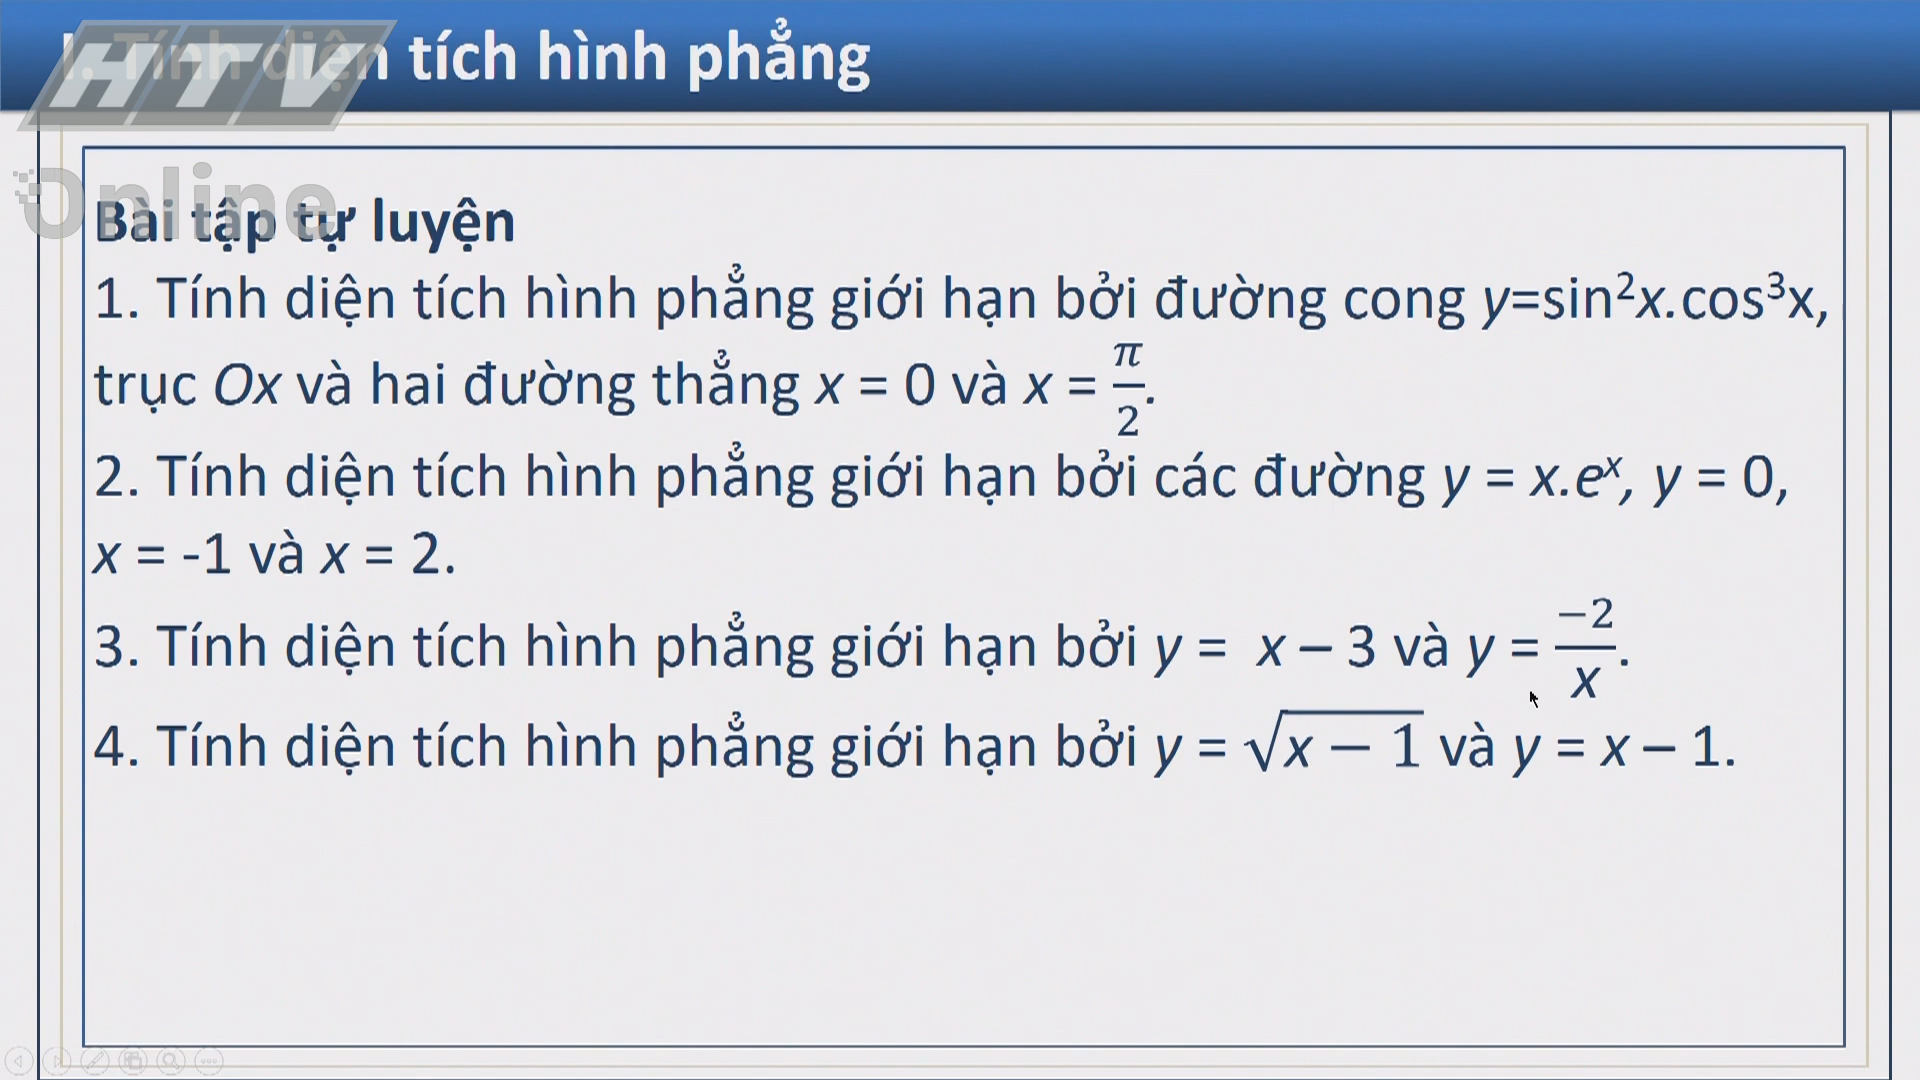 I. Tính diện tích hình phẳng
HTV
Online
Bài tập tự luyện
1. Tính diện tích hình phẳng giới hạn bởi đường cong y=sin²x.cos³x,
trục Ox và hai đường thẳng x = 0 và x = π/2.
2. Tính diện tích hình phẳng giới hạn bởi các đường y = x.eˣ, y = 0,
x = -1 và x = 2.
3. Tính diện tích hình phẳng giới hạn bởi y = x – 3 và y = −2/x.
4. Tính diện tích hình phẳng giới hạn bởi y = √(x − 1) và y = x – 1.